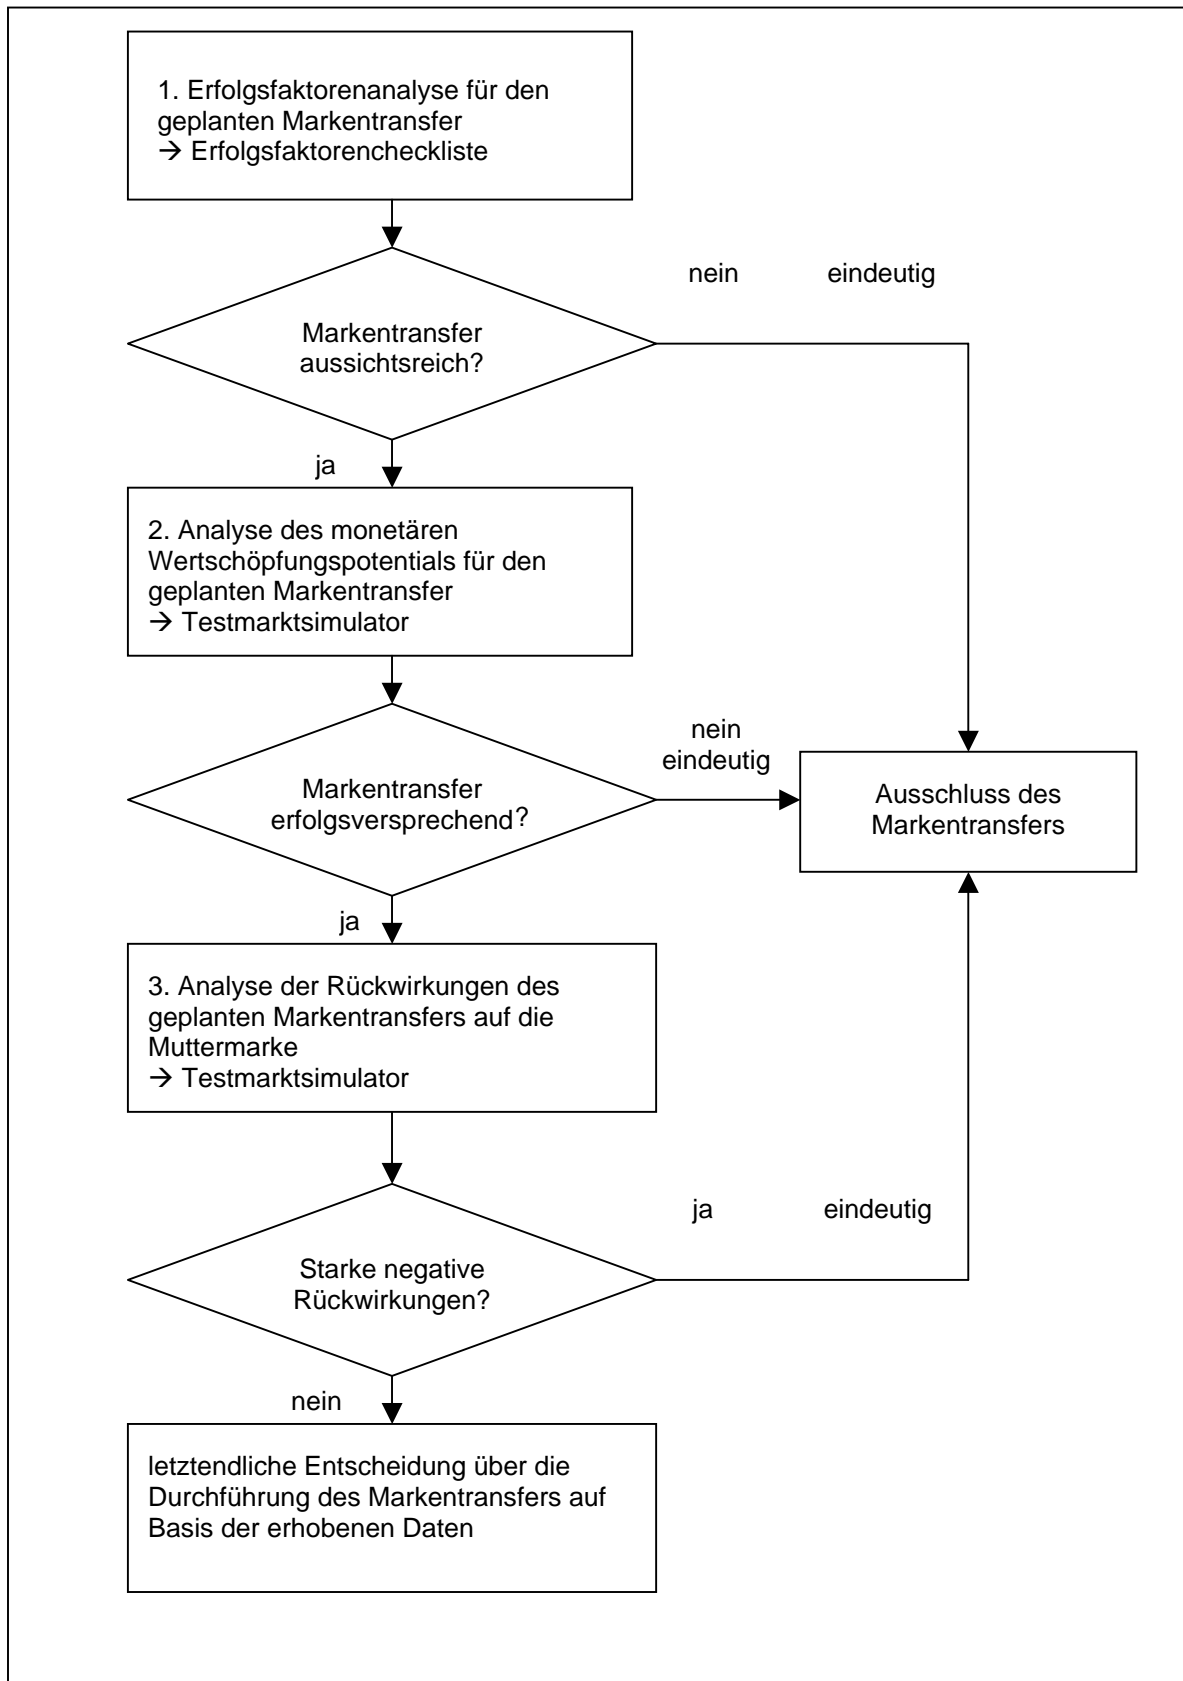 1. Erfolgsfaktorenanalyse für den
geplanten Markentransfer
→ Erfolgsfaktorencheckliste
nein eindeutig
Markentransfer
aussichtsreich?
ja
2. Analyse des monetären
Wertschöpfungspotentials für den
geplanten Markentransfer
→ Testmarktsimulator
nein
eindeutig
Markentransfer
erfolgsversprechend?
Ausschluss des
Markentransfers
ja
3. Analyse der Rückwirkungen des
geplanten Markentransfers auf die
Muttermarke
→ Testmarktsimulator
ja eindeutig
Starke negative
Rückwirkungen?
nein
letztendliche Entscheidung über die
Durchführung des Markentransfers auf
Basis der erhobenen Daten